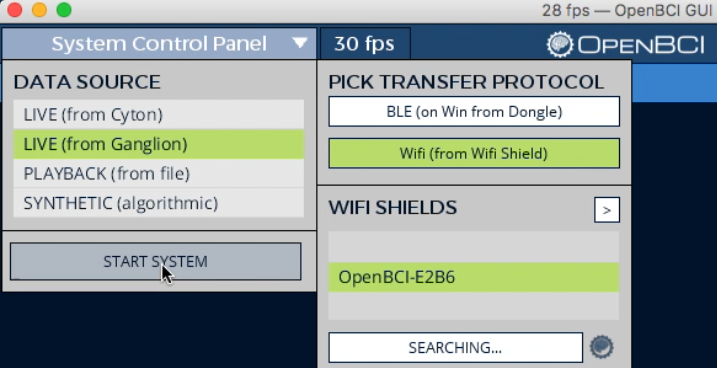 28 fps — OpenBCI GUI
System Control Panel
30 fps
OPENBCI
DATA SOURCE
LIVE (from Cyton)
LIVE (from Ganglion)
PLAYBACK (from file)
SYNTHETIC (algorithmic)
START SYSTEM
PICK TRANSFER PROTOCOL
BLE (on Win from Dongle)
Wifi (from Wifi Shield)
WIFI SHIELDS
>
OpenBCI-E2B6
SEARCHING...